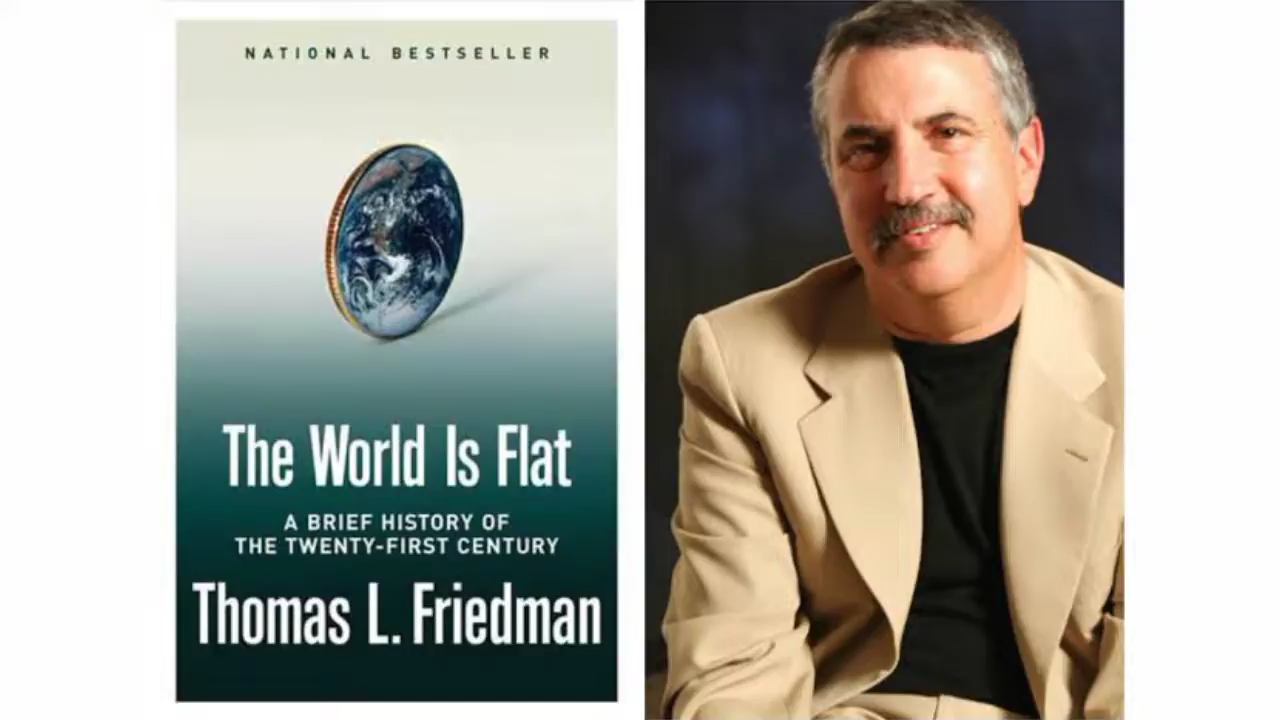 NATIONAL BESTSELLER
The World Is Flat
A BRIEF HISTORY OF
THE TWENTY-FIRST CENTURY
Thomas L. Friedman